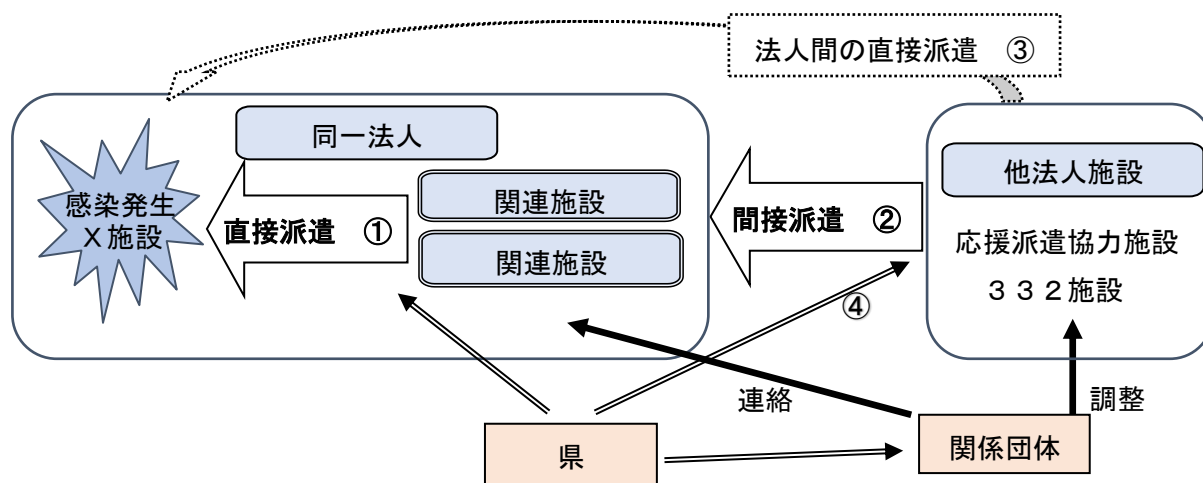 法人間の直接派遣　③
同一法人
感染発生
X施設
直接派遣　①
関連施設
関連施設
間接派遣　②
他法人施設
応援派遣協力施設
３３２施設
④
連絡
調整
県
関係団体